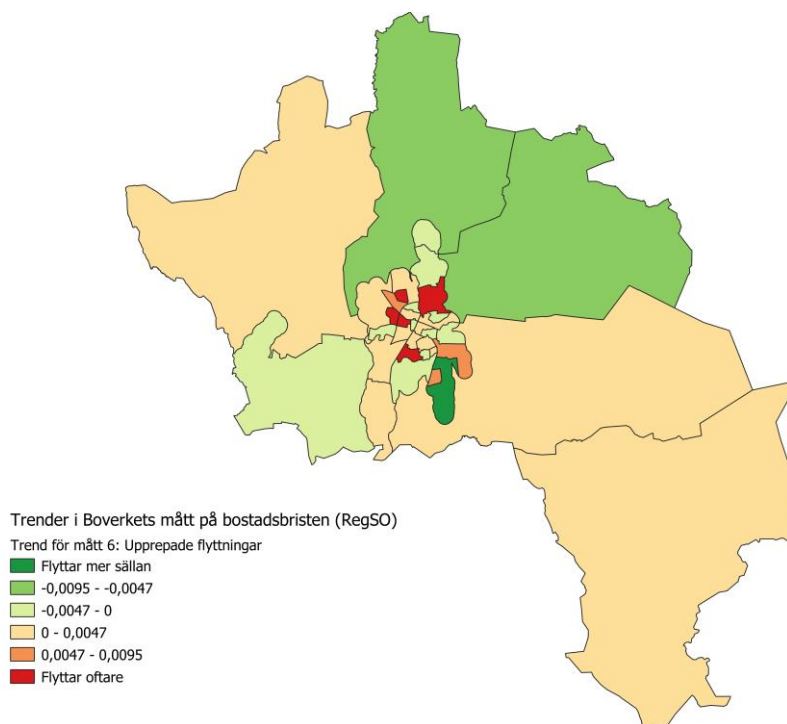 Trender i Boverkets mått på bostadsbristen (RegSO)
Trend för mått 6: Upprepade flyttningar
Flyttar mer sällan
-0,0095 - -0,0047
-0,0047 - 0
0 - 0,0047
0,0047 - 0,0095
Flyttar oftare